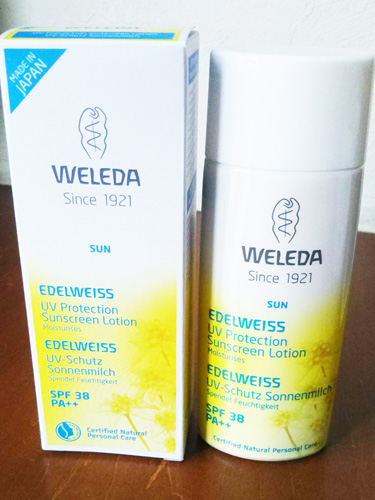 MADE IN
JAPAN
WELEDA
Since 1921
SUN
EDELWEISS
UV Protection
Sunscreen Lotion
Moisturises
EDELWEISS
UV-Schutz
Sonnenmilch
Spendet Feuchtigkeit
SPF 38
PA++
Certified Natural
Personal Care
WELEDA
Since 1921
SUN
EDELWEISS
UV Protection
Sunscreen Lotion
Moisturises
EDELWEISS
UV-Schutz Sonnenmilch
Spendet Feuchtigkeit
SPF 38
PA++
Certified Natural Personal Care